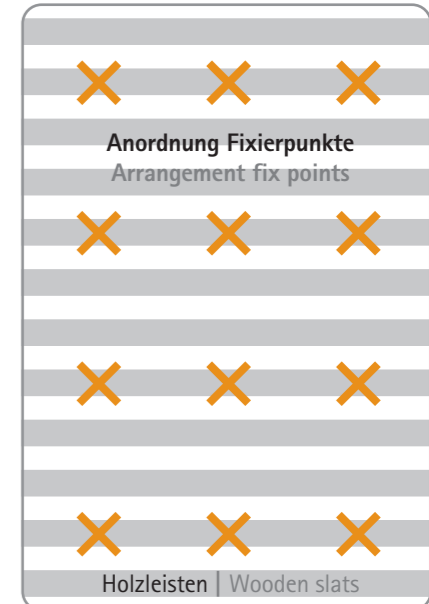 Anordnung Fixierpunkte
Arrangement fix points
Holzleisten | Wooden slats